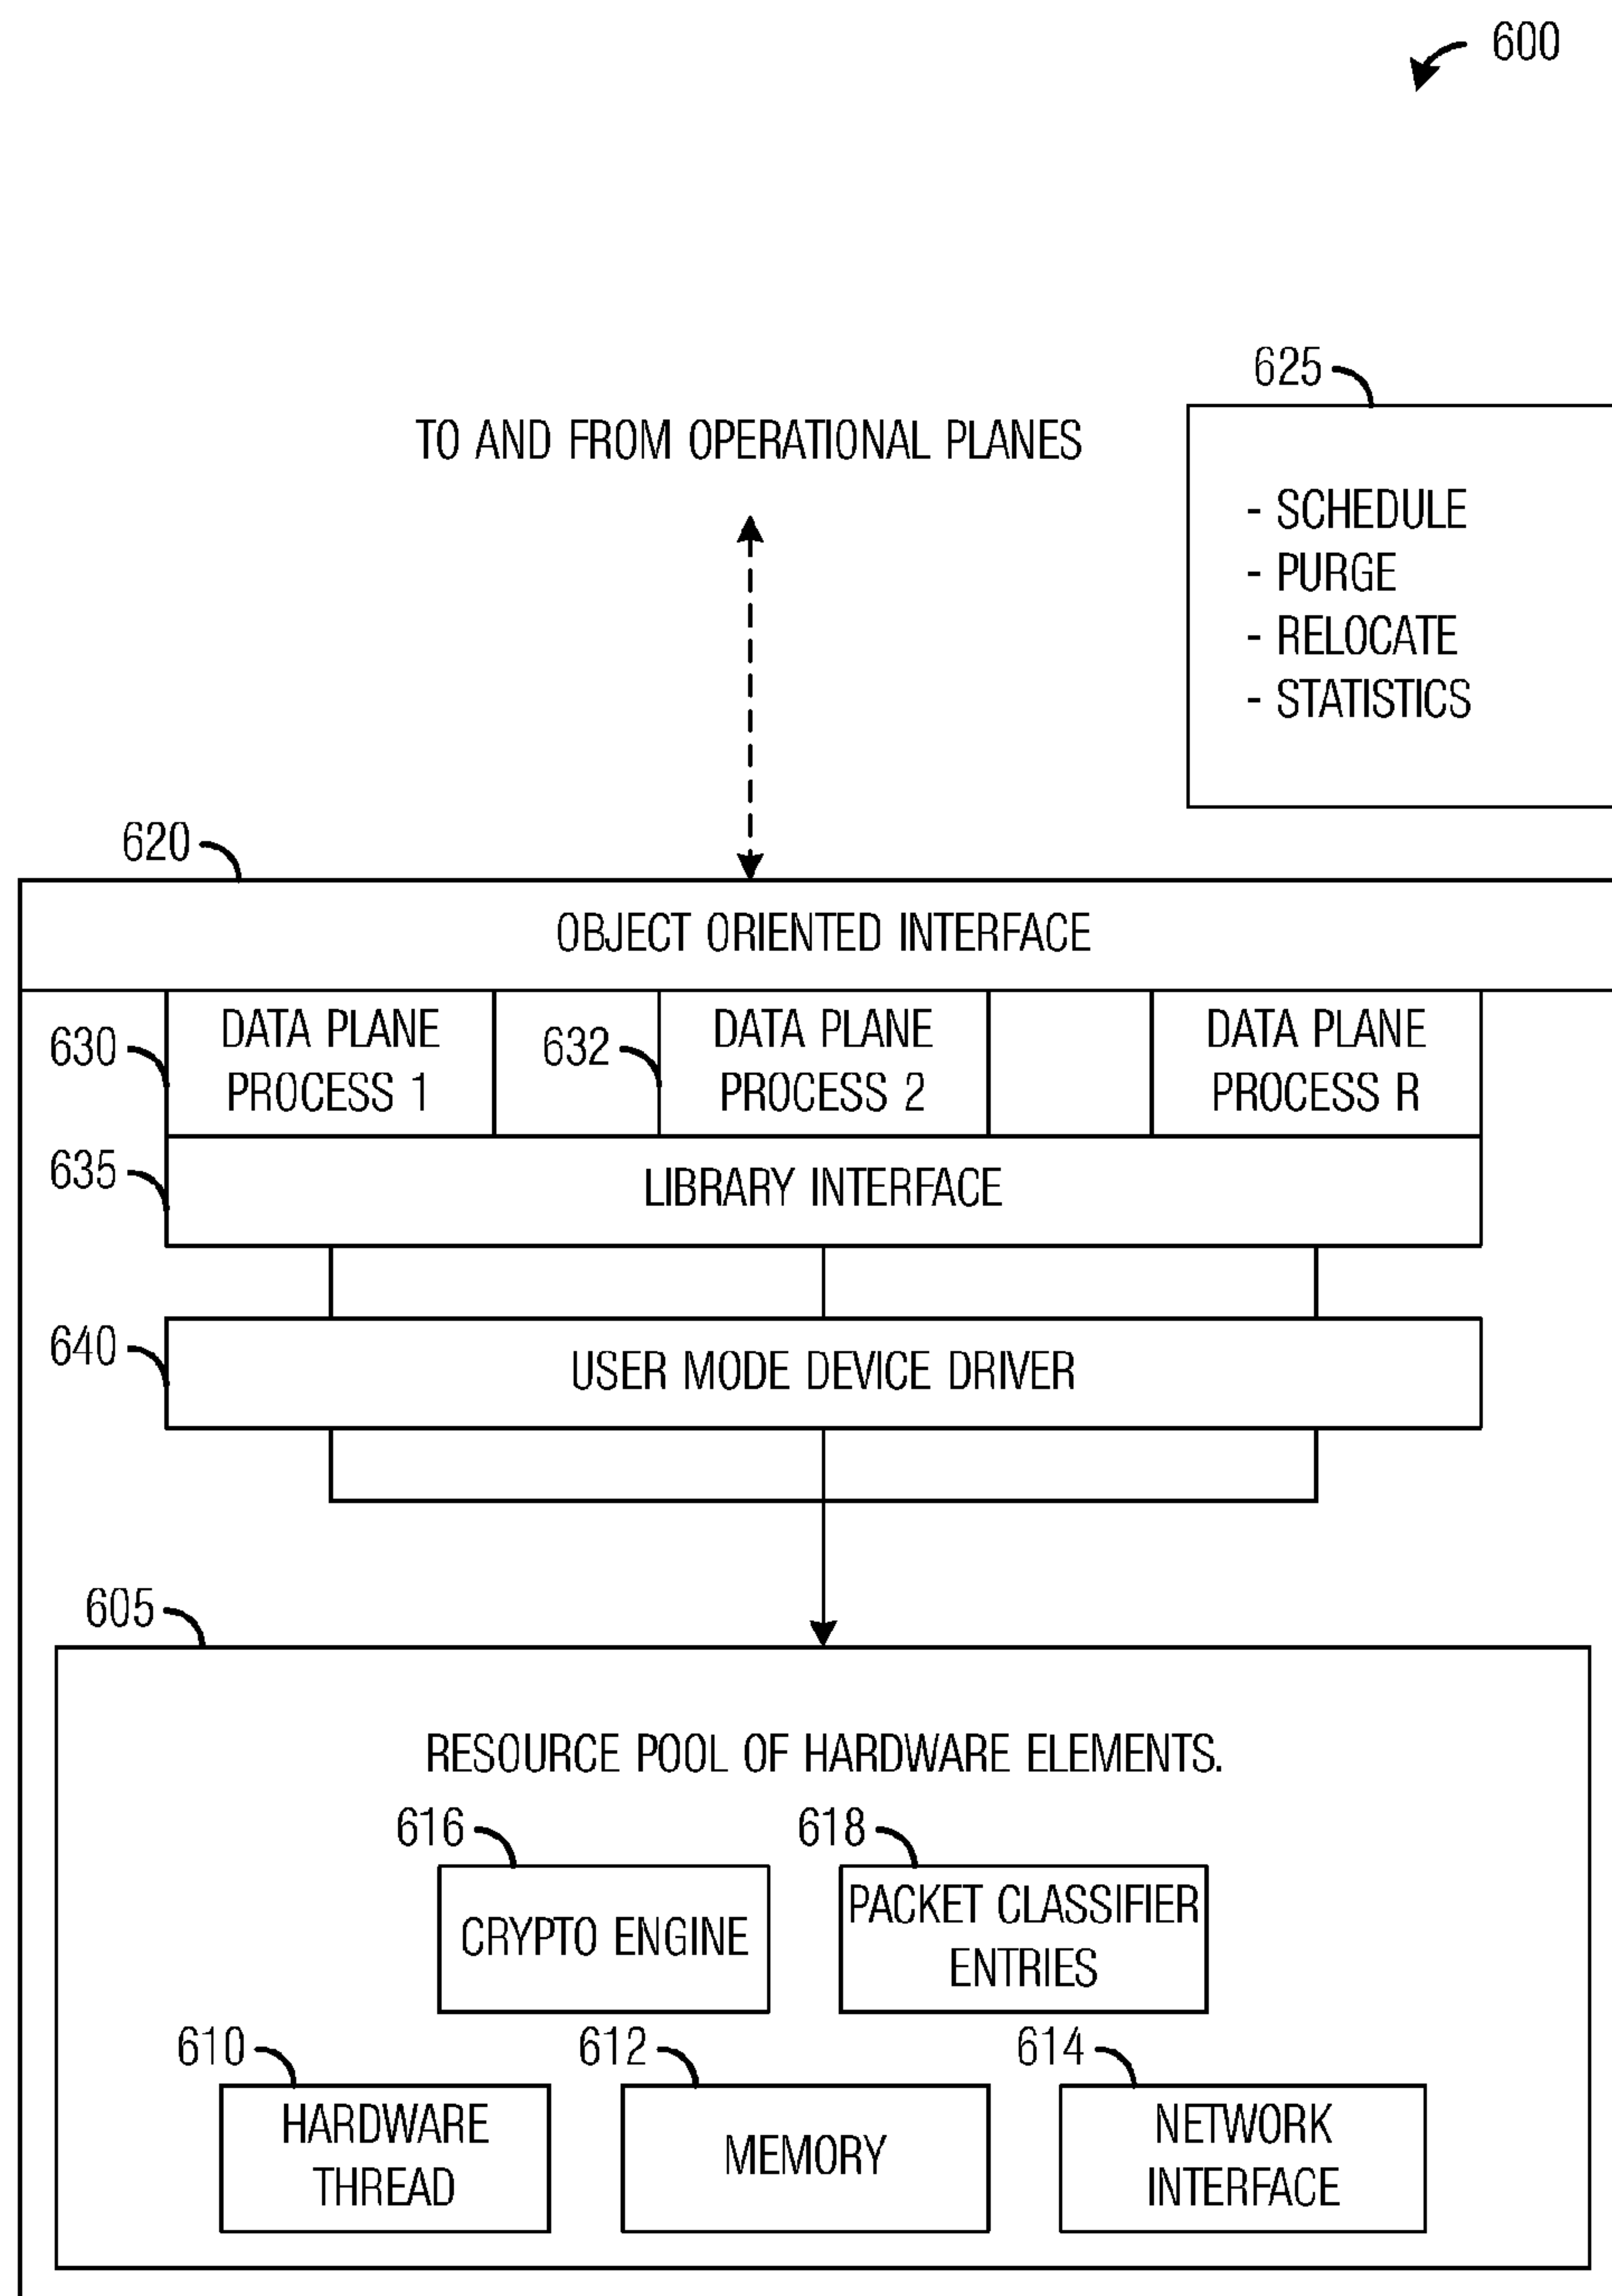 600
625
TO AND FROM OPERATIONAL PLANES
- SCHEDULE
- PURGE
- RELOCATE
- STATISTICS
620
OBJECT ORIENTED INTERFACE
630
DATA PLANE
PROCESS 1
632
DATA PLANE
PROCESS 2
DATA PLANE
PROCESS R
635
LIBRARY INTERFACE
640
USER MODE DEVICE DRIVER
605
RESOURCE POOL OF HARDWARE ELEMENTS.
616
CRYPTO ENGINE
618
PACKET CLASSIFIER
ENTRIES
610
HARDWARE
THREAD
612
MEMORY
614
NETWORK
INTERFACE